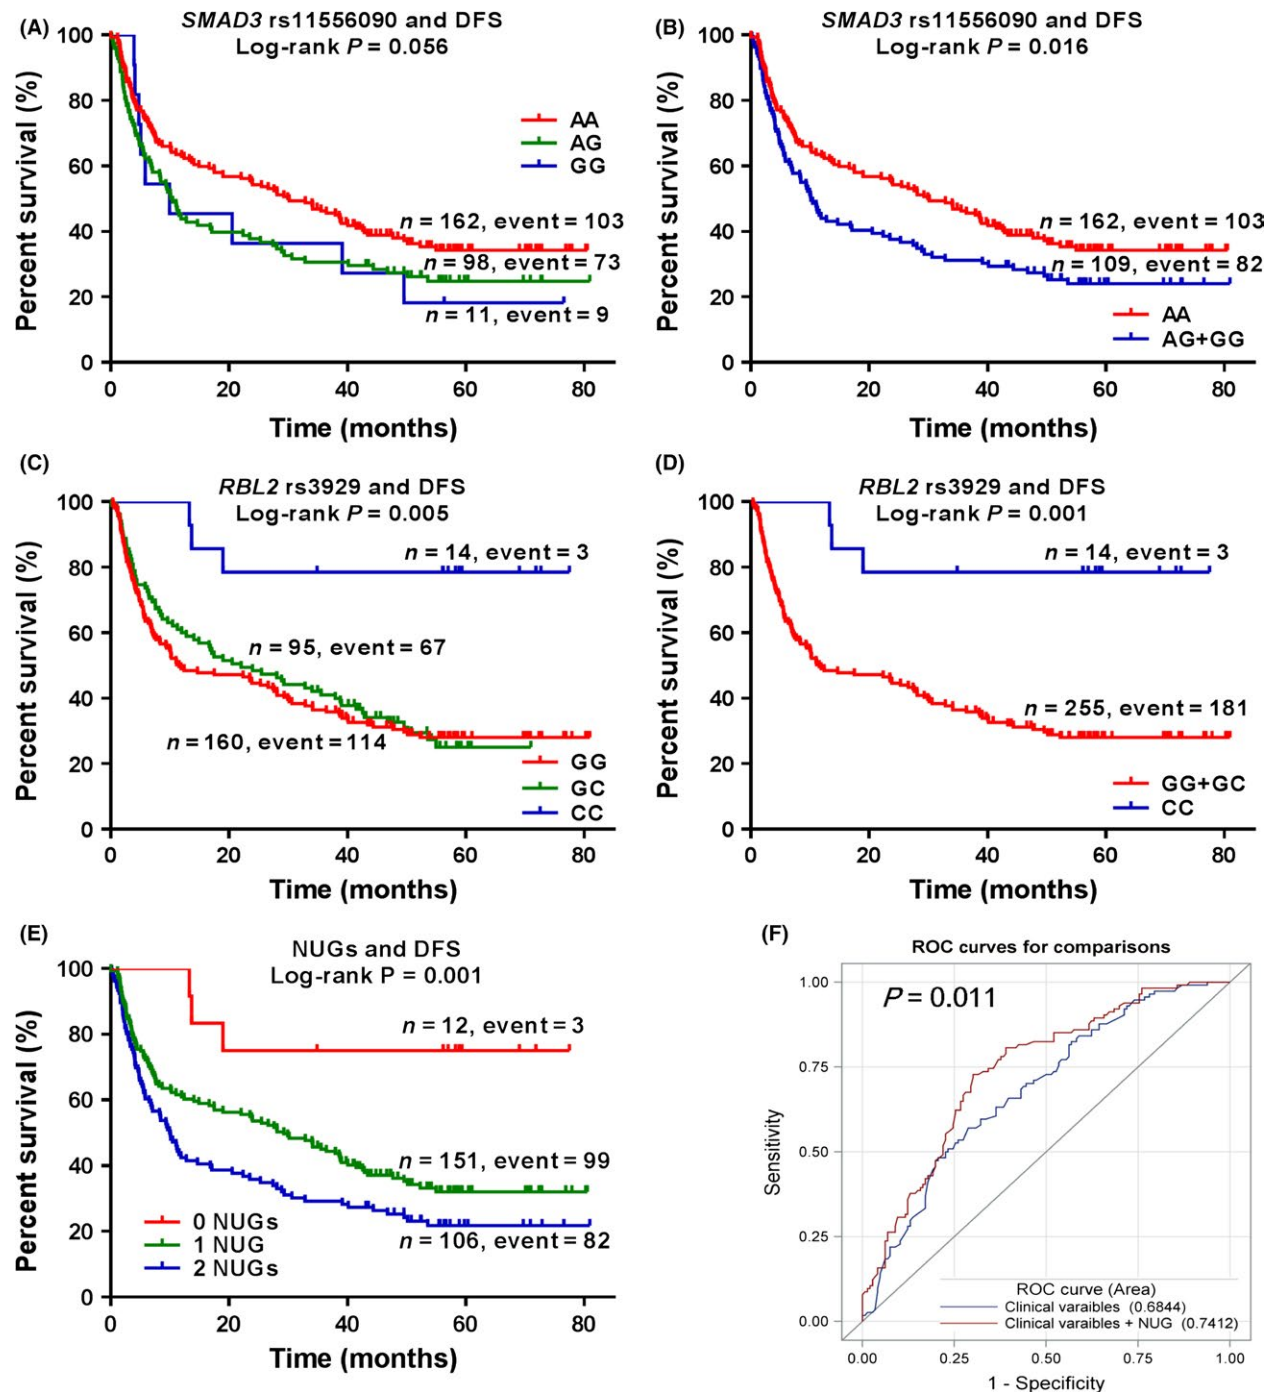 (A)
SMAD3 rs11556090 and DFS
Log-rank P = 0.056
Percent survival (%)
100
80
60
40
20
0
AA
AG
GG
n = 162, event = 103
n = 98, event = 73
n = 11, event = 9
0 20 40 60 80
Time (months)
(B)
SMAD3 rs11556090 and DFS
Log-rank P = 0.016
Percent survival (%)
100
80
60
40
20
0
n = 162, event = 103
n = 109, event = 82
AA
AG+GG
0 20 40 60 80
Time (months)
(C)
RBL2 rs3929 and DFS
Log-rank P = 0.005
Percent survival (%)
100
80
60
40
20
0
n = 14, event = 3
n = 95, event = 67
n = 160, event = 114
GG
GC
CC
0 20 40 60 80
Time (months)
(D)
RBL2 rs3929 and DFS
Log-rank P = 0.001
Percent survival (%)
100
80
60
40
20
0
n = 14, event = 3
n = 255, event = 181
GG+GC
CC
0 20 40 60 80
Time (months)
(E)
NUGs and DFS
Log-rank P = 0.001
Percent survival (%)
100
80
60
40
20
0
n = 12, event = 3
n = 151, event = 99
n = 106, event = 82
0 NUGs
1 NUG
2 NUGs
0 20 40 60 80
Time (months)
(F)
ROC curves for comparisons
P = 0.011
Sensitivity
1.00
0.75
0.50
0.25
0.00
ROC curve (Area)
Clinical varaibles (0.6844)
Clinical varaibles + NUG (0.7412)
0.00 0.25 0.50 0.75 1.00
1 - Specificity